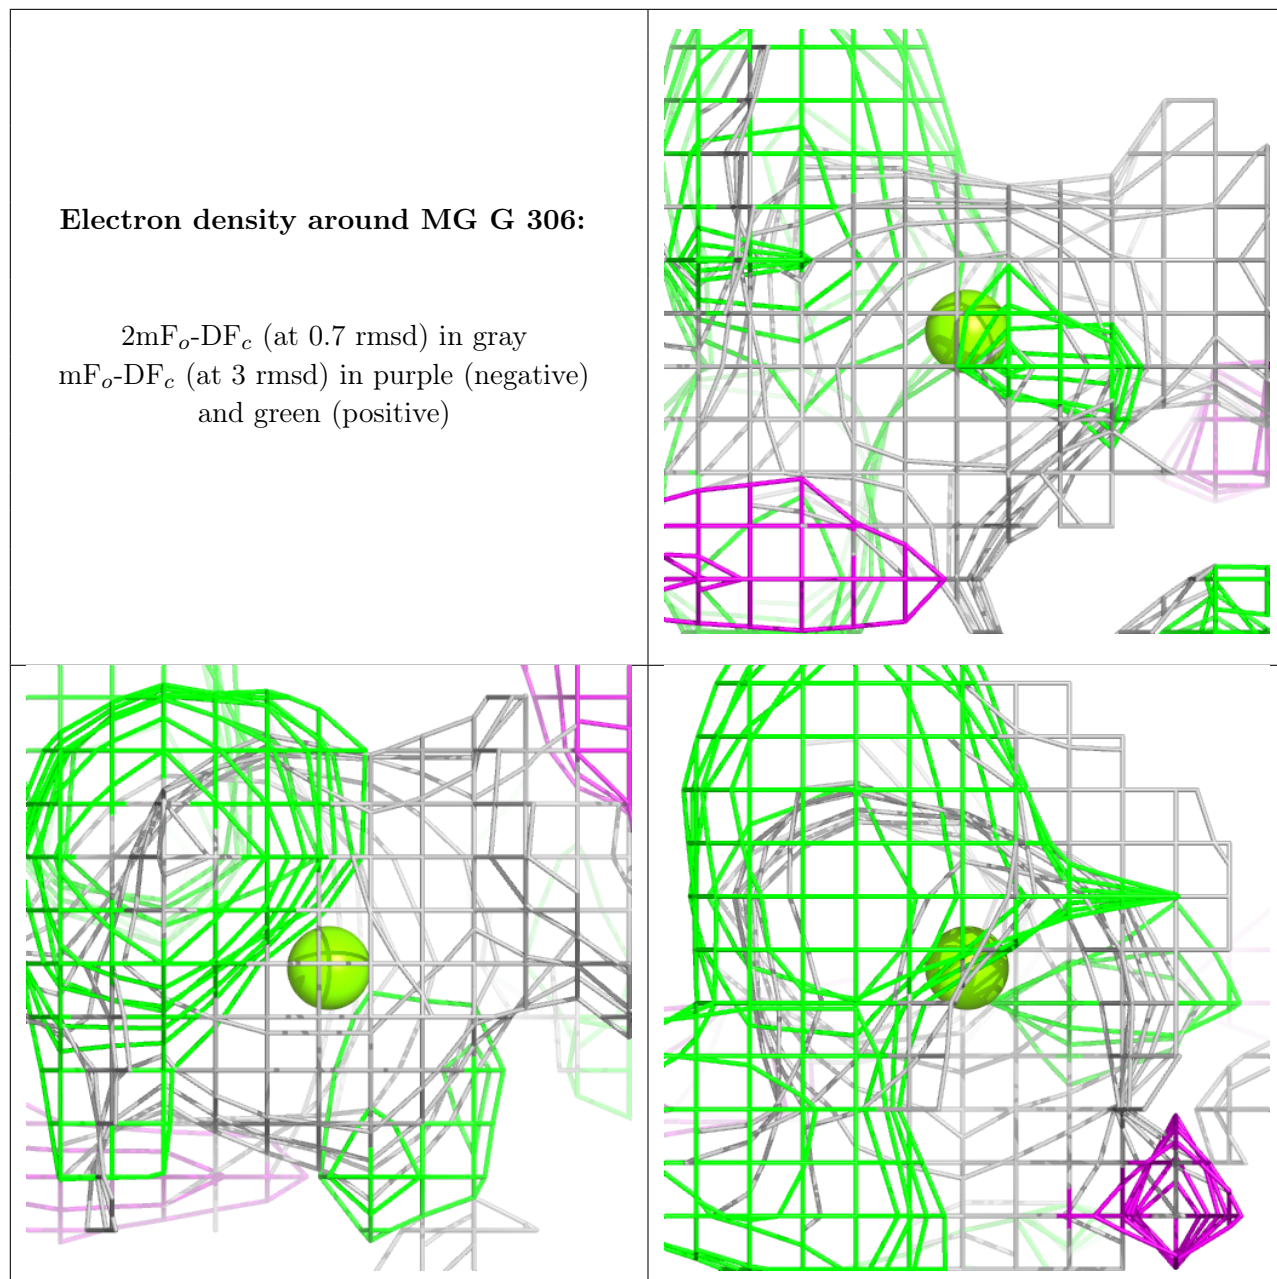 Electron density around MG G 306:
2mFₒ-DF𝒸 (at 0.7 rmsd) in gray
mFₒ-DF𝒸 (at 3 rmsd) in purple (negative)
and green (positive)